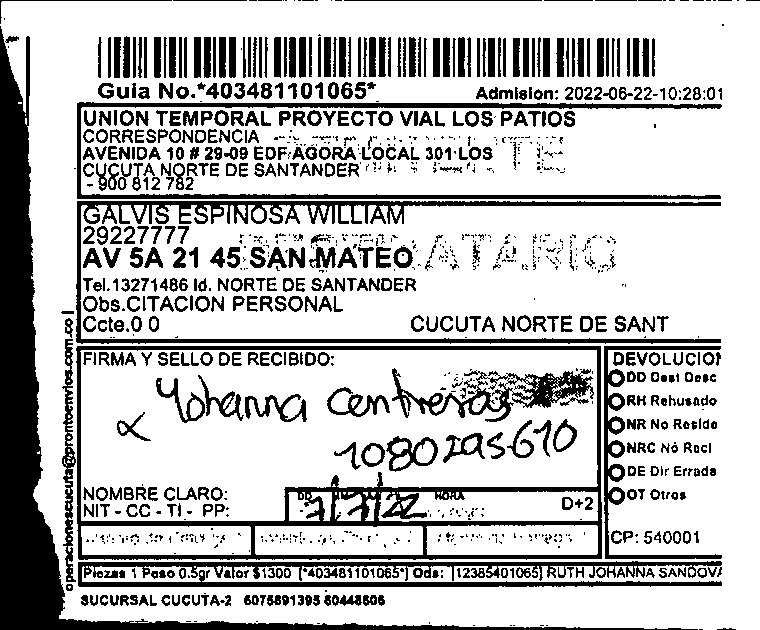 Guia No.*403481101065*
Admision: 2022-06-22-10:28:01
UNION TEMPORAL PROYECTO VIAL LOS PATIOS
CORRESPONDENCIA
AVENIDA 10 # 29-09 EDF AGORA LOCAL 301 LOS
CUCUTA NORTE DE SANTANDER
- 900 812 782
GALVIS ESPINOSA WILLIAM
29227777
DESTINATARIO
AV 5A 21 45 SAN MATEO
Tel.13271486 Id. NORTE DE SANTANDER
Obs.CITACION PERSONAL
Ccte.0 0
CUCUTA NORTE DE SANT
operacionescucuta@prontoenvios.com.co |
FIRMA Y SELLO DE RECIBIDO:
Yohanna Contreras
1080295610
NOMBRE CLARO:
NIT - CC - TI - PP:
DD
HORA
7/7/22
D+2
DEVOLUCION
DD Dest Desc
RH Rehusado
NR No Reside
NRC No Recl
DE Dir Errada
OT Otros
CP: 540001
Piezas 1 Peso 0.5gr Valor $1300 [*403481101065*] Ods: [12385401065] RUTH JOHANNA SANDOVA
SUCURSAL CUCUTA-2 6075891395 60448606